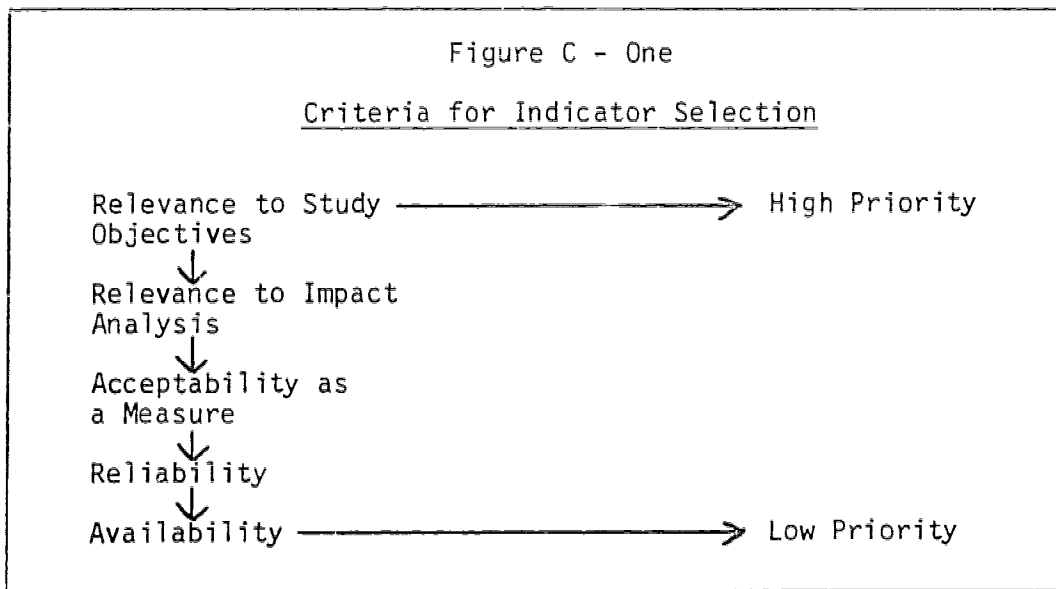 Figure C - One
Criteria for Indicator Selection
Relevance to Study
Objectives
High Priority
Relevance to Impact
Analysis
Acceptability as
a Measure
Reliability
Availability
Low Priority